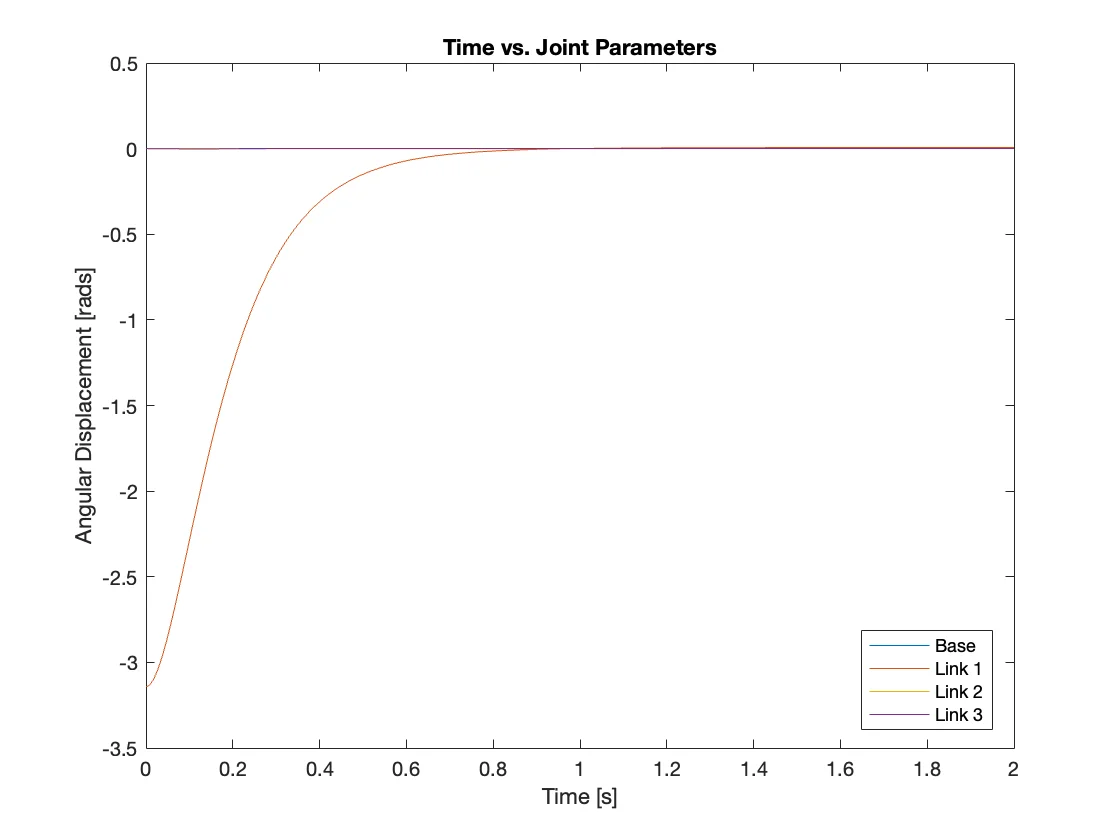 Time vs. Joint Parameters
0.5
0
-0.5
-1
-1.5
-2
-2.5
-3
-3.5
Angular Displacement [rads]
Base
Link 1
Link 2
Link 3
0 0.2 0.4 0.6 0.8 1 1.2 1.4 1.6 1.8 2
Time [s]